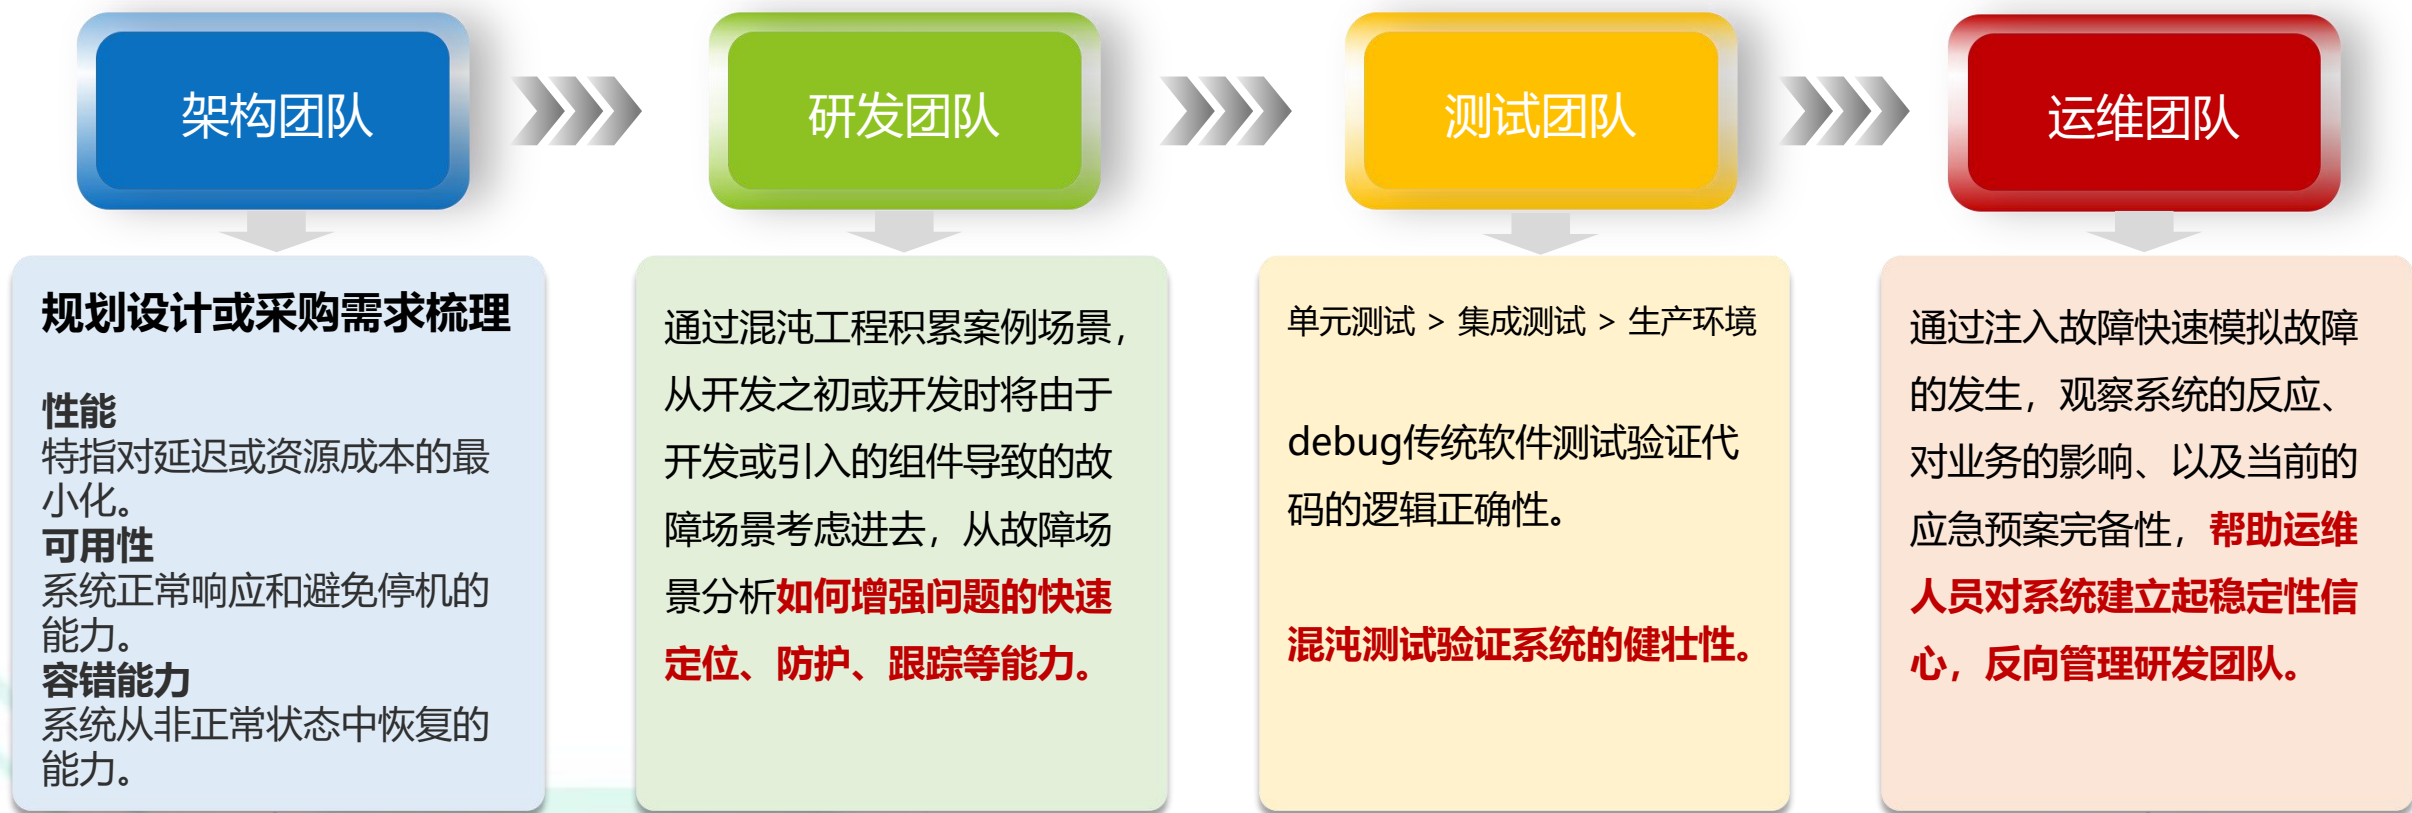 架构团队
研发团队
测试团队
运维团队
规划设计或采购需求梳理
性能
特指对延迟或资源成本的最
小化。
可用性
系统正常响应和避免停机的
能力。
容错能力
系统从非正常状态中恢复的
能力。
通过混沌工程积累案例场景，
从开发之初或开发时将由于
开发或引入的组件导致的故
障场景考虑进去，从故障场
景分析如何增强问题的快速
定位、防护、跟踪等能力。
单元测试 > 集成测试 > 生产环境
debug传统软件测试验证代
码的逻辑正确性。
混沌测试验证系统的健壮性。
通过注入故障快速模拟故障
的发生，观察系统的反应、
对业务的影响、以及当前的
应急预案完备性，帮助运维
人员对系统建立起稳定性信
心，反向管理研发团队。